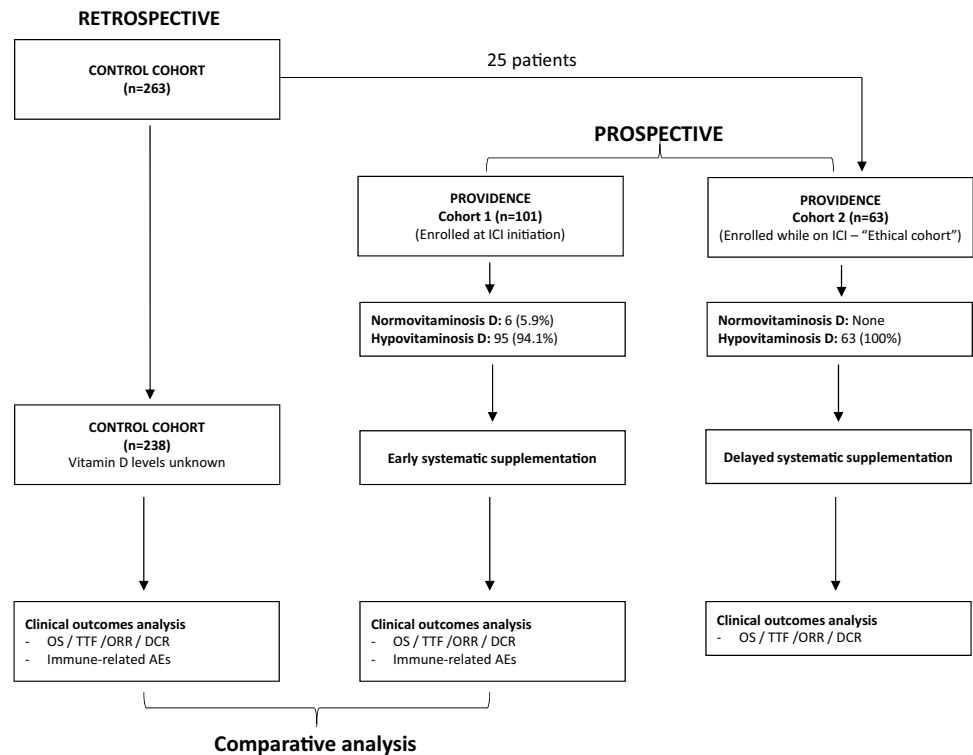 RETROSPECTIVE
CONTROL COHORT
(n=263)
25 patients
PROSPECTIVE
PROVIDENCE
Cohort 1 (n=101)
(Enrolled at ICI initiation)
PROVIDENCE
Cohort 2 (n=63)
(Enrolled while on ICI – “Ethical cohort”)
Normovitaminosis D: 6 (5.9%)
Hypovitaminosis D: 95 (94.1%)
Normovitaminosis D: None
Hypovitaminosis D: 63 (100%)
CONTROL COHORT
(n=238)
Vitamin D levels unknown
Early systematic supplementation
Delayed systematic supplementation
Clinical outcomes analysis
- OS / TTF /ORR / DCR
- Immune-related AEs
Clinical outcomes analysis
- OS / TTF /ORR / DCR
- Immune-related AEs
Clinical outcomes analysis
- OS / TTF /ORR / DCR
Comparative analysis